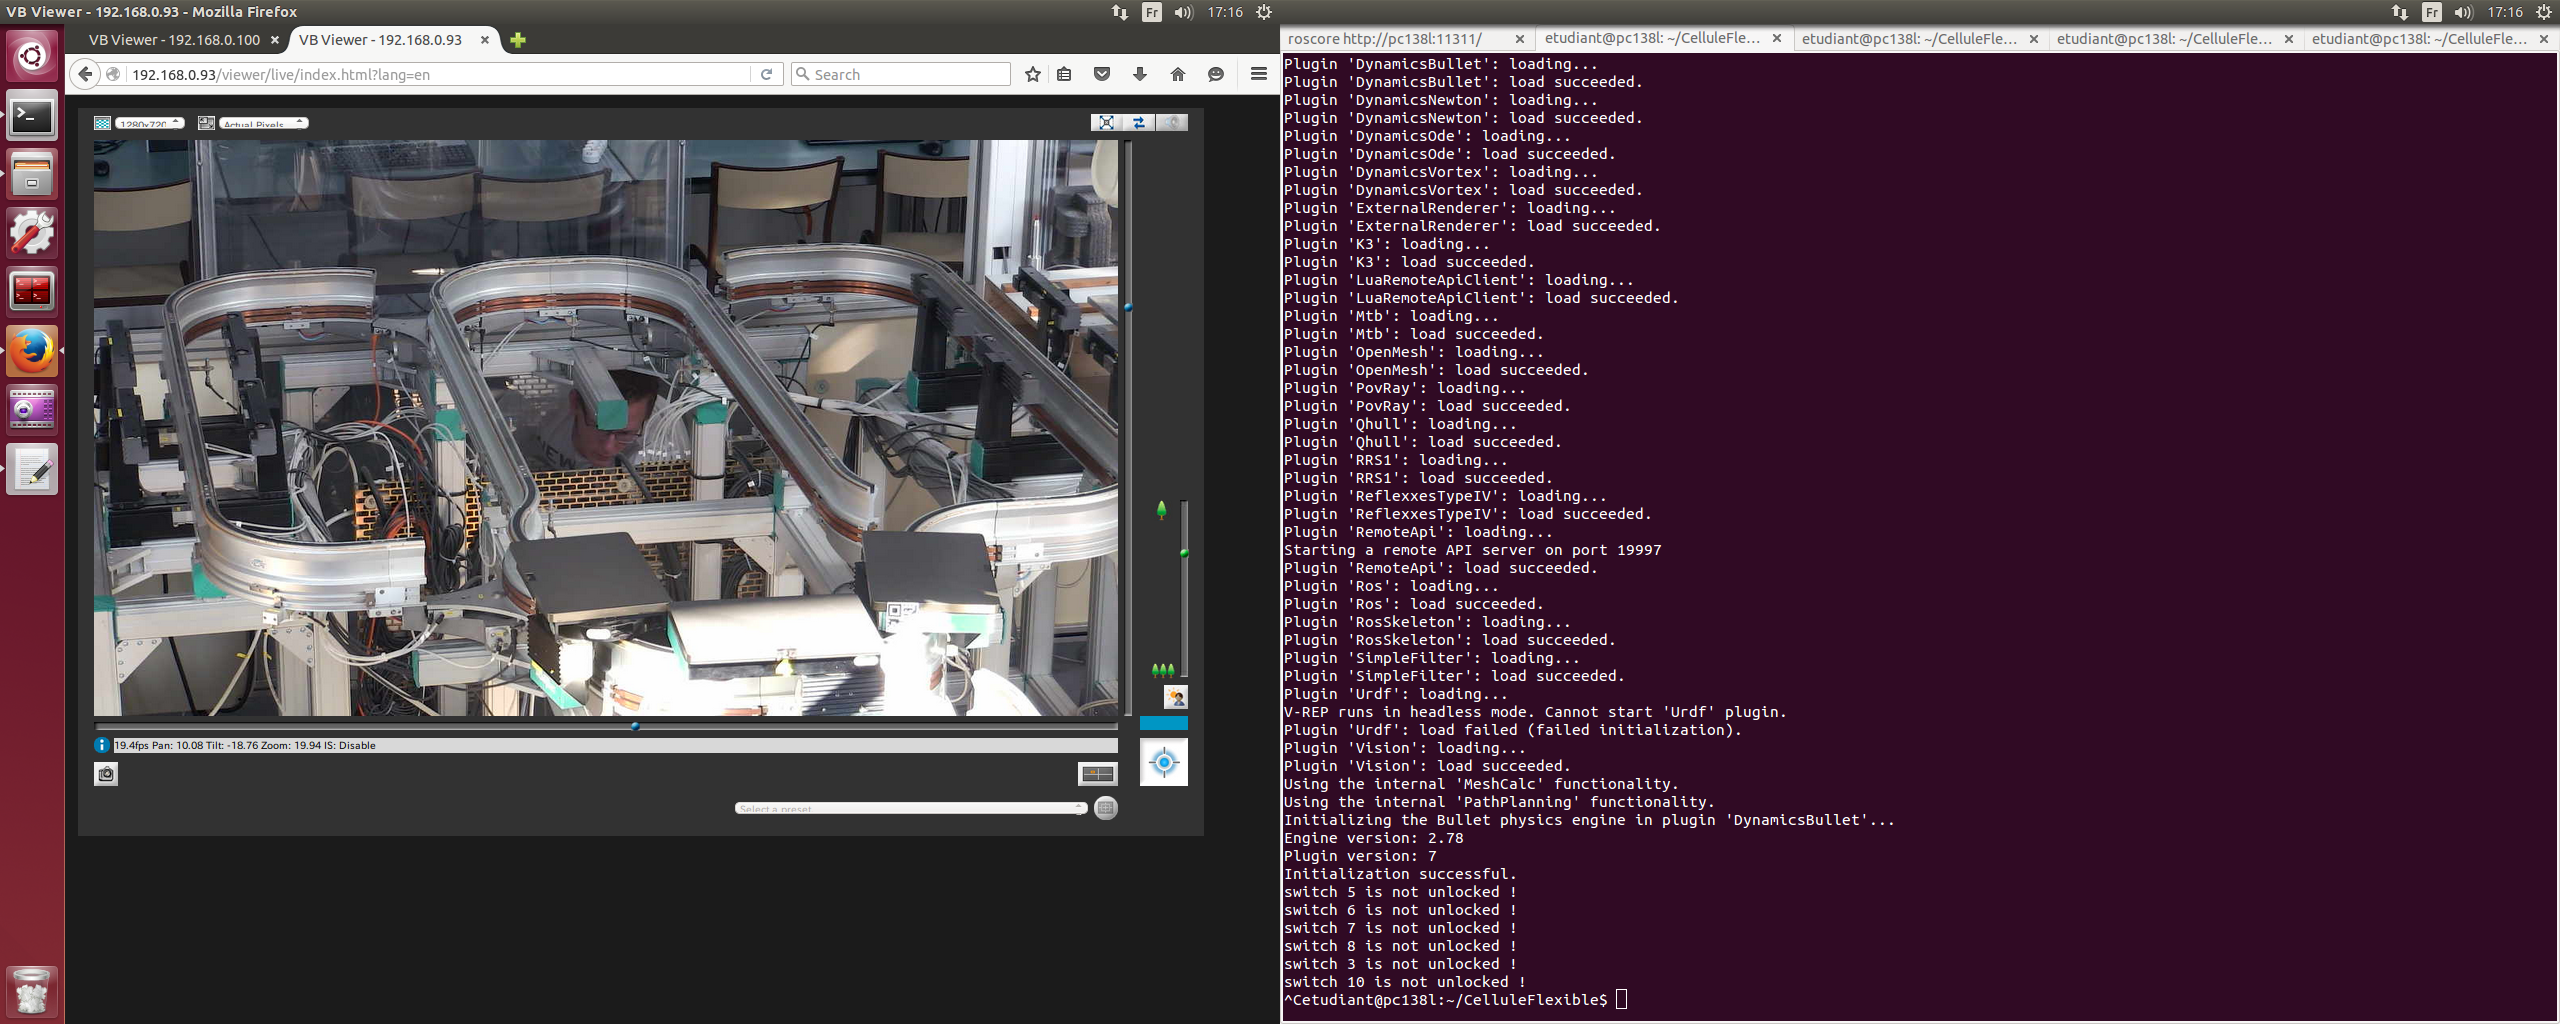 VB Viewer - 192.168.0.93 - Mozilla Firefox
Fr
17:16
Fr
17:16
VB Viewer - 192.168.0.100
VB Viewer - 192.168.0.93
192.168.0.93/viewer/live/index.html?lang=en
Search
1280x720
Actual Pixels
19.4fps Pan: 10.08 Tilt: -18.76 Zoom: 19.94 IS: Disable
Select a preset
roscore http://pc138l:11311/
etudiant@pc138l: ~/CelluleFle...
etudiant@pc138l: ~/CelluleFle...
etudiant@pc138l: ~/CelluleFle...
etudiant@pc138l: ~/CelluleFle...
Plugin 'DynamicsBullet': loading...
Plugin 'DynamicsBullet': load succeeded.
Plugin 'DynamicsNewton': loading...
Plugin 'DynamicsNewton': load succeeded.
Plugin 'DynamicsOde': loading...
Plugin 'DynamicsOde': load succeeded.
Plugin 'DynamicsVortex': loading...
Plugin 'DynamicsVortex': load succeeded.
Plugin 'ExternalRenderer': loading...
Plugin 'ExternalRenderer': load succeeded.
Plugin 'K3': loading...
Plugin 'K3': load succeeded.
Plugin 'LuaRemoteApiClient': loading...
Plugin 'LuaRemoteApiClient': load succeeded.
Plugin 'Mtb': loading...
Plugin 'Mtb': load succeeded.
Plugin 'OpenMesh': loading...
Plugin 'OpenMesh': load succeeded.
Plugin 'PovRay': loading...
Plugin 'PovRay': load succeeded.
Plugin 'Qhull': loading...
Plugin 'Qhull': load succeeded.
Plugin 'RRS1': loading...
Plugin 'RRS1': load succeeded.
Plugin 'ReflexxesTypeIV': loading...
Plugin 'ReflexxesTypeIV': load succeeded.
Plugin 'RemoteApi': loading...
Starting a remote API server on port 19997
Plugin 'RemoteApi': load succeeded.
Plugin 'Ros': loading...
Plugin 'Ros': load succeeded.
Plugin 'RosSkeleton': loading...
Plugin 'RosSkeleton': load succeeded.
Plugin 'SimpleFilter': loading...
Plugin 'SimpleFilter': load succeeded.
Plugin 'Urdf': loading...
V-REP runs in headless mode. Cannot start 'Urdf' plugin.
Plugin 'Urdf': load failed (failed initialization).
Plugin 'Vision': loading...
Plugin 'Vision': load succeeded.
Using the internal 'MeshCalc' functionality.
Using the internal 'PathPlanning' functionality.
Initializing the Bullet physics engine in plugin 'DynamicsBullet'...
Engine version: 2.78
Plugin version: 7
Initialization successful.
switch 5 is not unlocked !
switch 6 is not unlocked !
switch 7 is not unlocked !
switch 8 is not unlocked !
switch 3 is not unlocked !
switch 10 is not unlocked !
^Cetudiant@pc138l:~/CelluleFlexible$